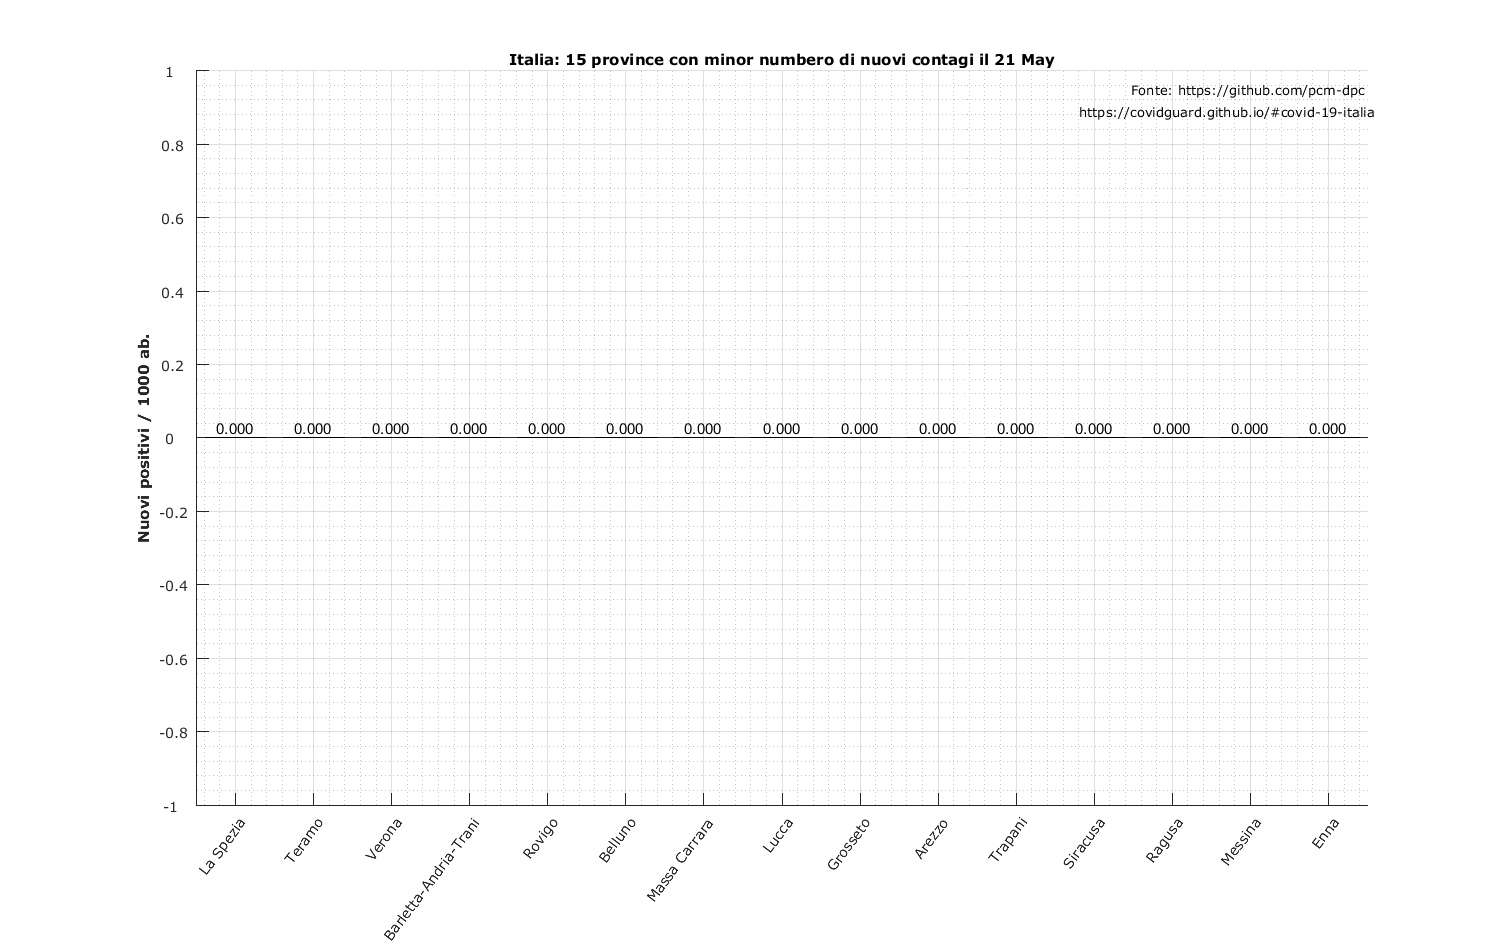 Italia: 15 province con minor numbero di nuovi contagi il 21 May
Fonte: https://github.com/pcm-dpc
https://covidguard.github.io/#covid-19-italia
Nuovi positivi / 1000 ab.
1
0.8
0.6
0.4
0.2
0
-0.2
-0.4
-0.6
-0.8
-1
0.000 0.000 0.000 0.000 0.000 0.000 0.000 0.000 0.000 0.000 0.000 0.000 0.000 0.000 0.000
La Spezia
Teramo
Verona
Barletta-Andria-Trani
Rovigo
Belluno
Massa Carrara
Lucca
Grosseto
Arezzo
Trapani
Siracusa
Ragusa
Messina
Enna